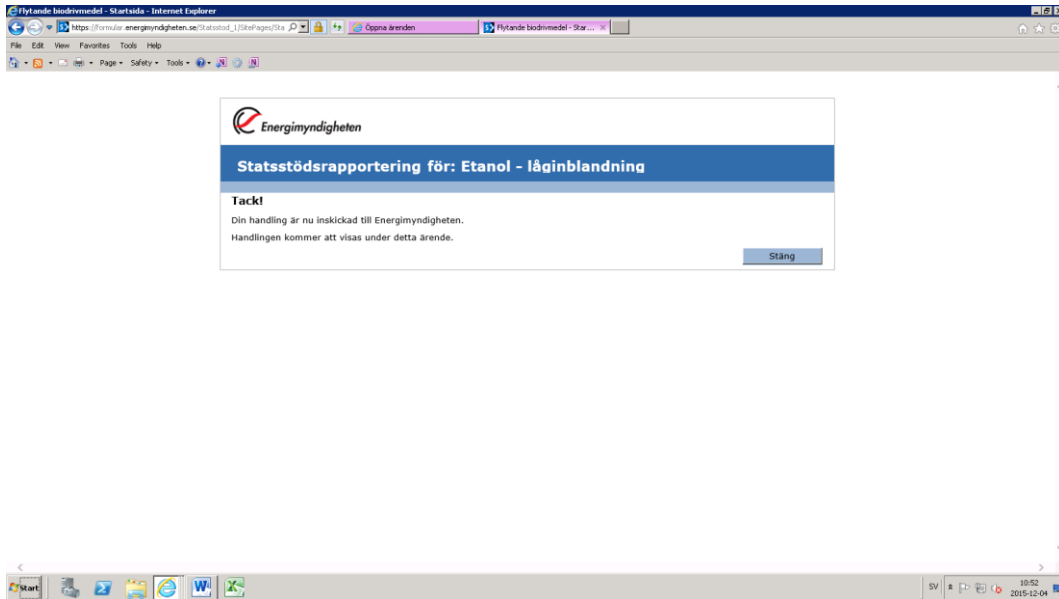 Flytande biodrivmedel - Startsida - Internet Explorer
https://formular.energimyndigheten.se/Statsstod_1/SitePages/Sta
Öppna ärenden
Flytande biodrivmedel - Star...
File Edit View Favorites Tools Help
Page Safety Tools
Energimyndigheten
Statsstödsrapportering för: Etanol - låginblandning
Tack!
Din handling är nu inskickad till Energimyndigheten.
Handlingen kommer att visas under detta ärende.
Stäng
Start
SV
10:52
2015-12-04